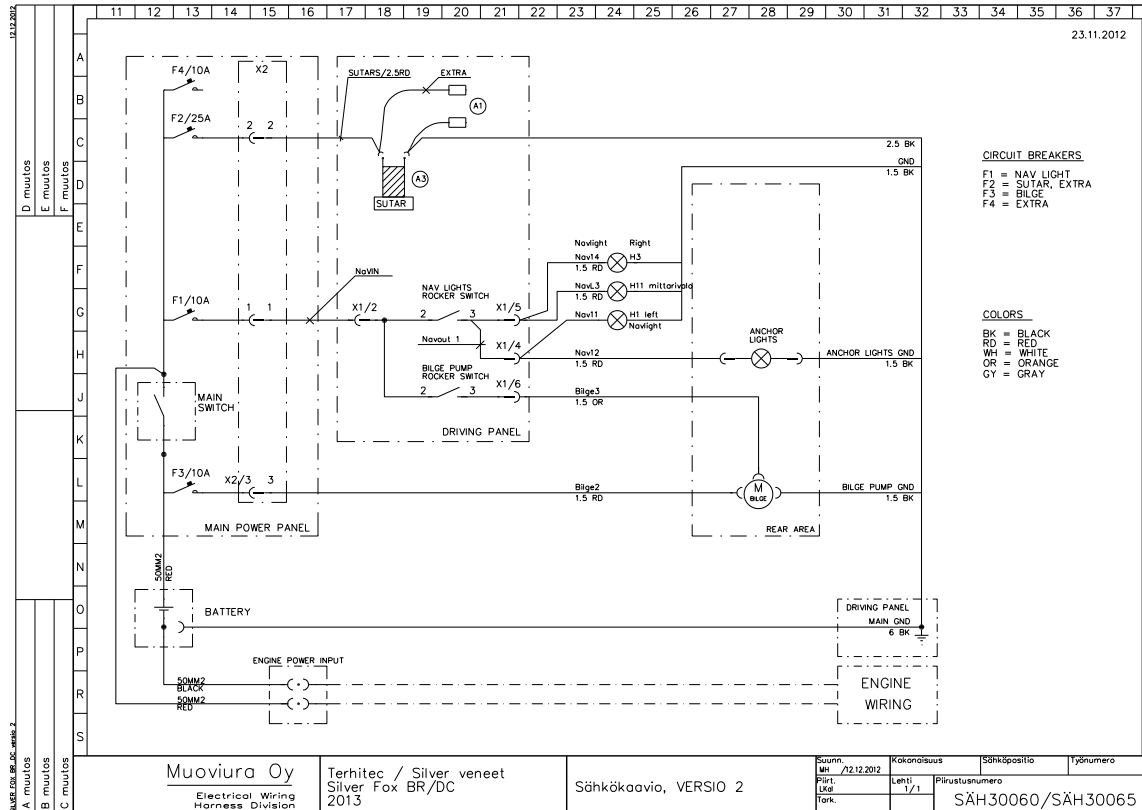 11 12 13 14 15 16 17 18 19 20 21 22 23 24 25 26 27 28 29 30 31 32 33 34 35 36 37
12.12.2012
23.11.2012
A
B
C
D
E
F
G
H
J
K
L
M
N
O
P
R
S
D muutos
E muutos
F muutos
A muutos
B muutos
C muutos
SILVER FOX BR_DC versio 2
F4/10A
X2
SUTARS/2.5RD
EXTRA
A1
F2/25A
2 2
2.5 BK
GND
1.5 BK
A3
SUTAR
CIRCUIT BREAKERS
F1 = NAV LIGHT
F2 = SUTAR, EXTRA
F3 = BILGE
F4 = EXTRA
Navlight Right
Nav14 H3
1.5 RD
NaVIN
NAV LIGHTS
ROCKER SWITCH
NavL3 H11 mittarivalo
1.5 RD
F1/10A
1 1
X1/2
2 3
X1/5
Nav11 H1 left
1.5 RD Navlight
COLORS
BK = BLACK
RD = RED
WH = WHITE
OR = ORANGE
GY = GRAY
Navout 1
X1/4
Nav12
1.5 RD
ANCHOR
LIGHTS
ANCHOR LIGHTS GND
1.5 BK
BILGE PUMP
ROCKER SWITCH
2 3
X1/6
Bilge3
1.5 OR
MAIN
SWITCH
DRIVING PANEL
F3/10A
X2/3 3
Bilge2
1.5 RD
M
BILGE
BILGE PUMP GND
1.5 BK
MAIN POWER PANEL
REAR AREA
50MM2
RED
BATTERY
DRIVING PANEL
MAIN GND
6 BK
ENGINE POWER INPUT
50MM2
BLACK
50MM2
RED
ENGINE
WIRING
Muoviura Oy
Electrical Wiring
Harness Division
Terhitec / Silver veneet
Silver Fox BR/DC
2013
Sähkökaavio, VERSIO 2
Suunn.
MH /12.12.2012
Kokonaisuus
Sähköpositio
Työnumero
Piirt.
UKol
Lehti
1/1
Piirustusnumero
SÄH30060/SÄH30065
Tark.